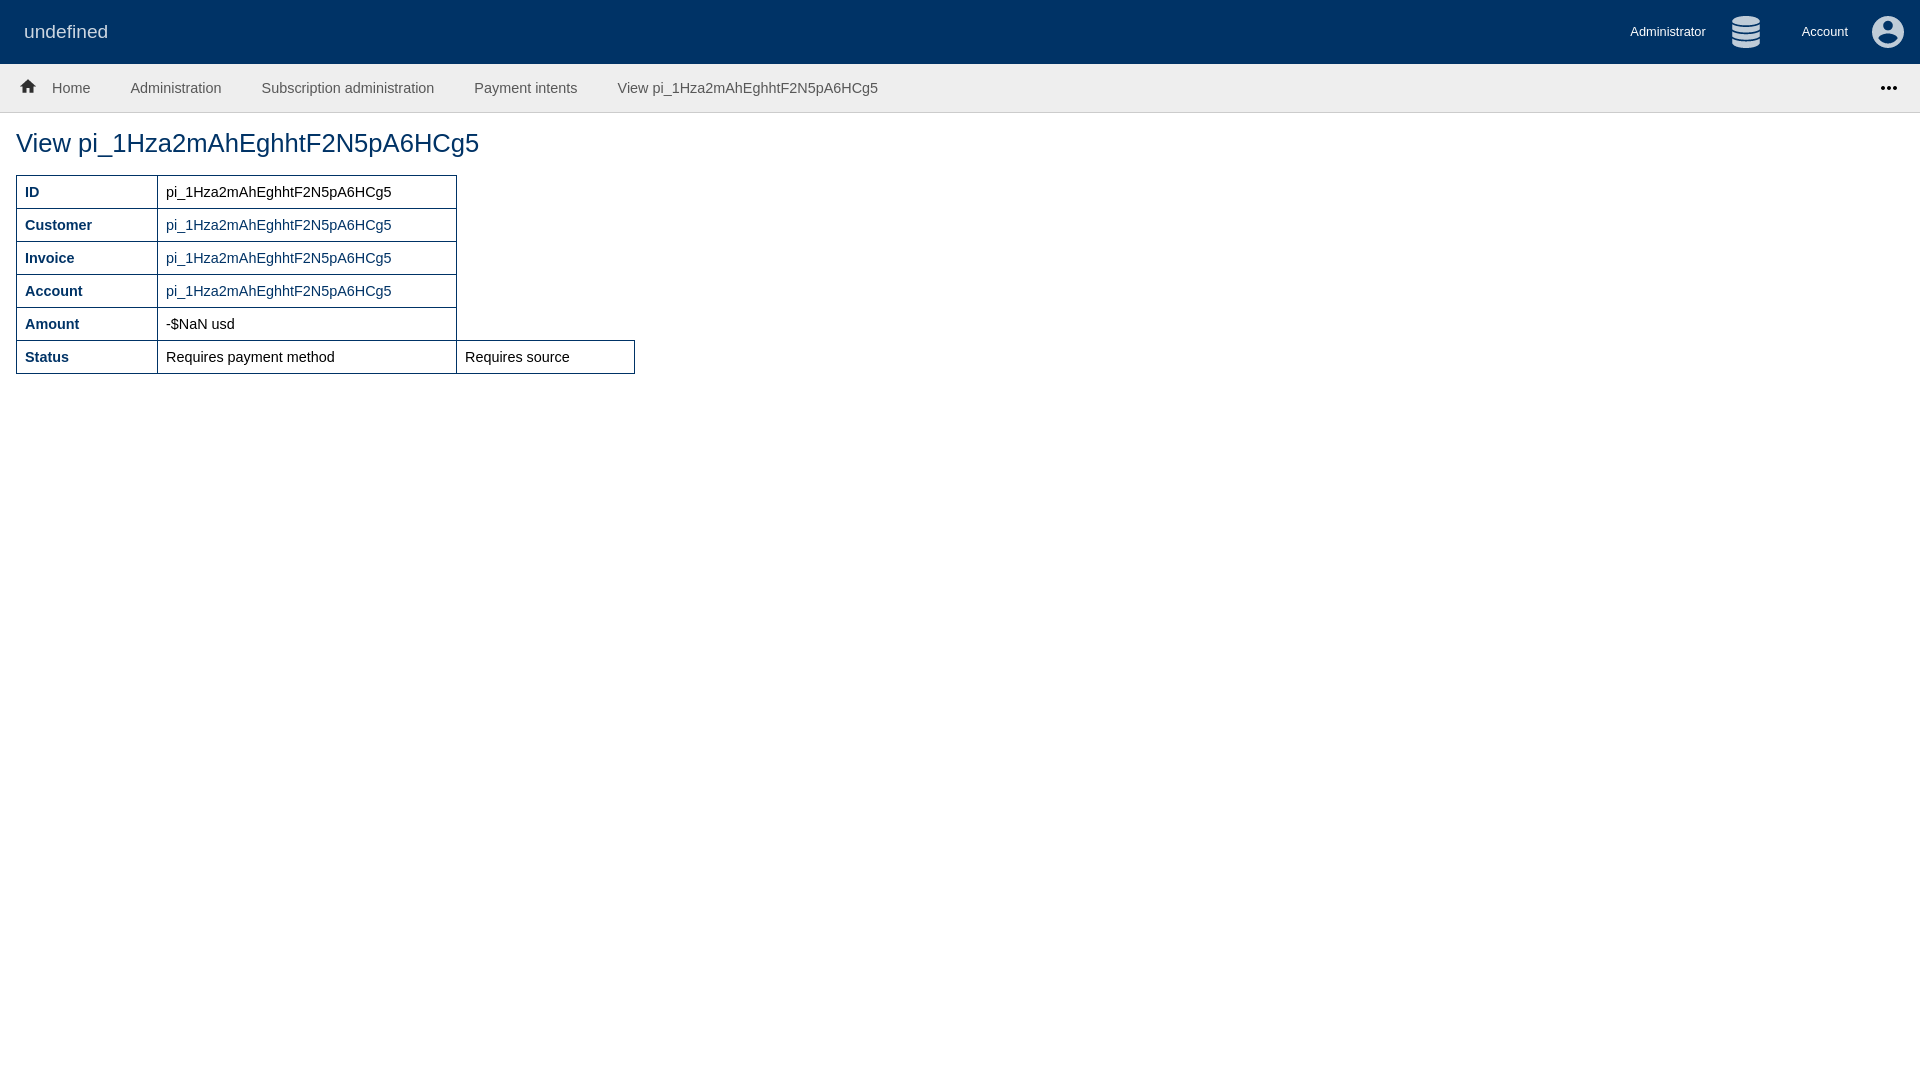 undefined
Administrator
Account
Home Administration Subscription administration Payment intents View pi_1Hza2mAhEghhtF2N5pA6HCg5
View pi_1Hza2mAhEghhtF2N5pA6HCg5
ID pi_1Hza2mAhEghhtF2N5pA6HCg5
Customer pi_1Hza2mAhEghhtF2N5pA6HCg5
Invoice pi_1Hza2mAhEghhtF2N5pA6HCg5
Account pi_1Hza2mAhEghhtF2N5pA6HCg5
Amount -$NaN usd
Status Requires payment method Requires source